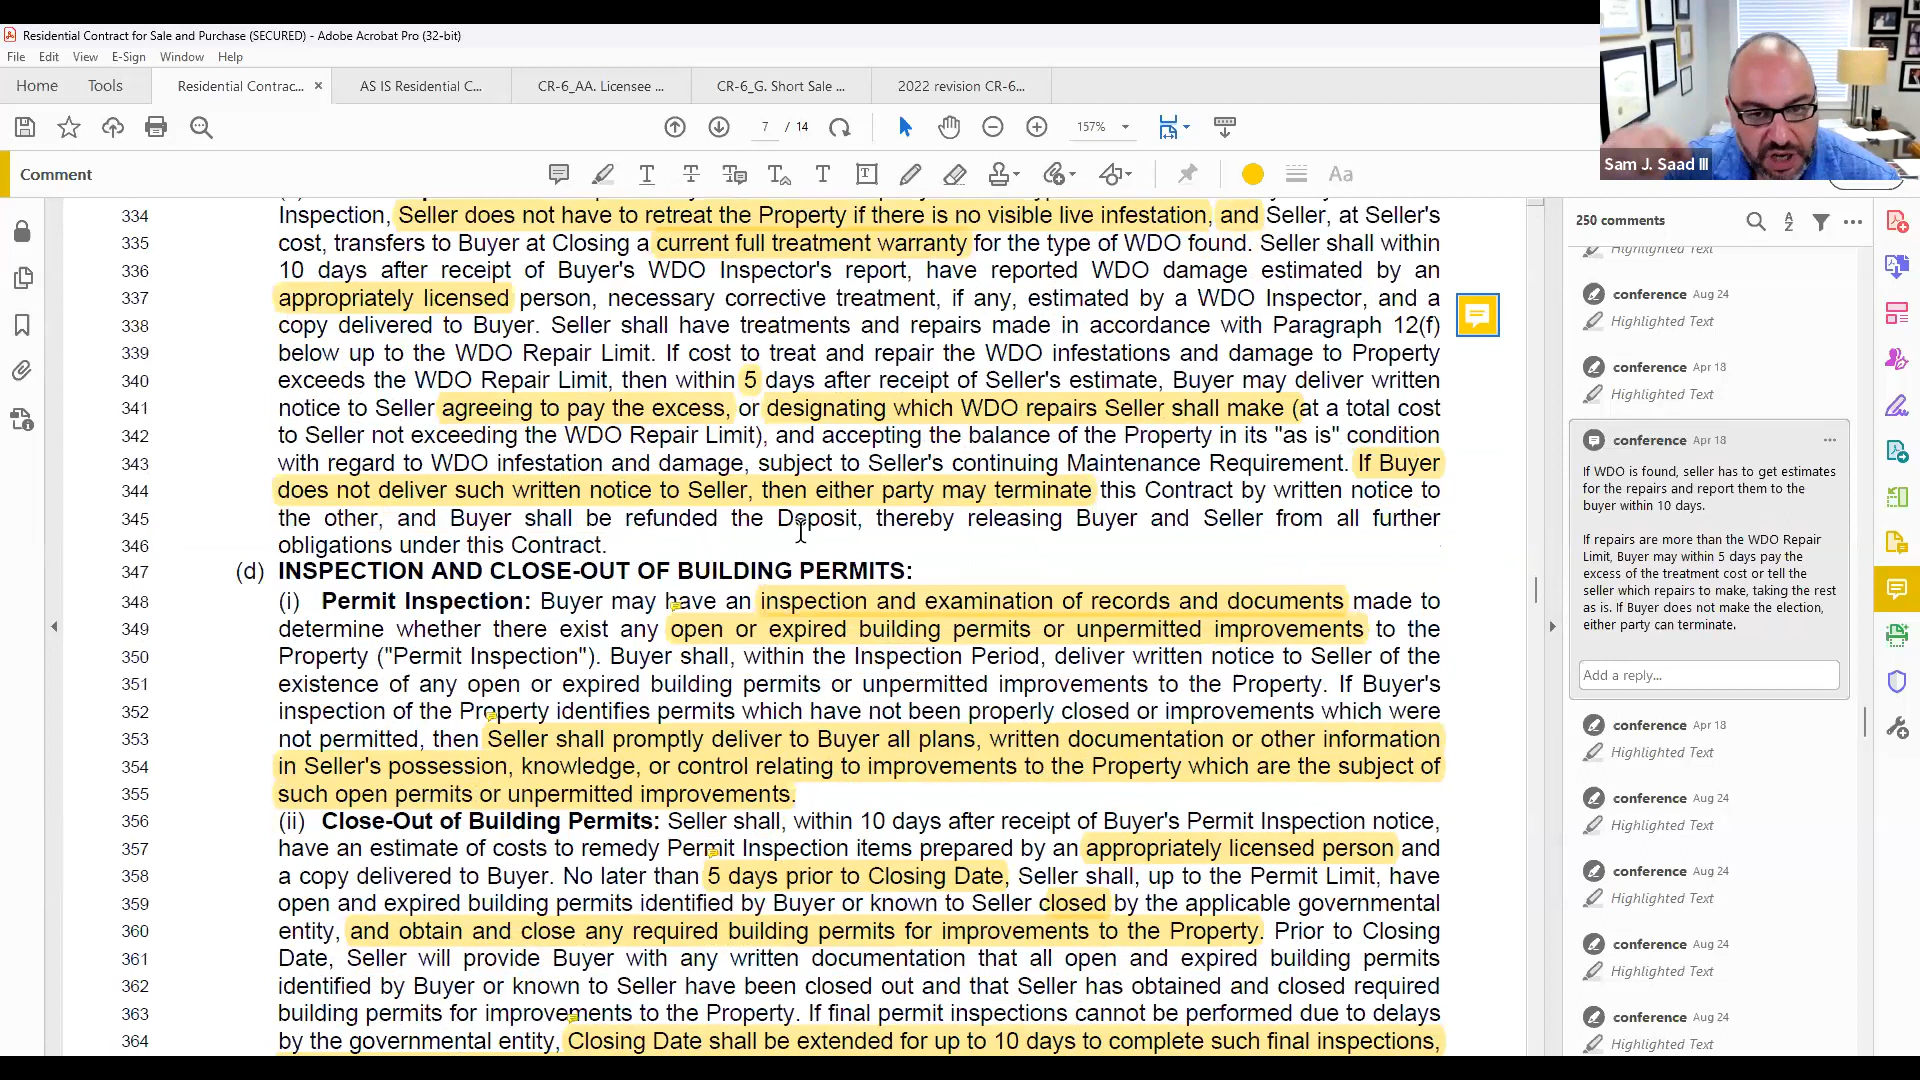 Residential Contract for Sale and Purchase (SECURED) - Adobe Acrobat Pro (32-bit)
File Edit View E-Sign Window Help
Home Tools Residential Contrac... × AS IS Residential C... CR-6_AA. Licensee ... CR-6_G. Short Sale ... 2022 revision CR-6...
7 / 14 157%
Sam J. Saad III
Comment
Aa
334 Inspection, Seller does not have to retreat the Property if there is no visible live infestation, and Seller, at Seller's
335 cost, transfers to Buyer at Closing a current full treatment warranty for the type of WDO found. Seller shall within
336 10 days after receipt of Buyer's WDO Inspector's report, have reported WDO damage estimated by an
337 appropriately licensed person, necessary corrective treatment, if any, estimated by a WDO Inspector, and a
338 copy delivered to Buyer. Seller shall have treatments and repairs made in accordance with Paragraph 12(f)
339 below up to the WDO Repair Limit. If cost to treat and repair the WDO infestations and damage to Property
340 exceeds the WDO Repair Limit, then within 5 days after receipt of Seller's estimate, Buyer may deliver written
341 notice to Seller agreeing to pay the excess, or designating which WDO repairs Seller shall make (at a total cost
342 to Seller not exceeding the WDO Repair Limit), and accepting the balance of the Property in its "as is" condition
343 with regard to WDO infestation and damage, subject to Seller's continuing Maintenance Requirement. If Buyer
344 does not deliver such written notice to Seller, then either party may terminate this Contract by written notice to
345 the other, and Buyer shall be refunded the Deposit, thereby releasing Buyer and Seller from all further
346 obligations under this Contract.
347 (d) INSPECTION AND CLOSE-OUT OF BUILDING PERMITS:
348 (i) Permit Inspection: Buyer may have an inspection and examination of records and documents made to
349 determine whether there exist any open or expired building permits or unpermitted improvements to the
350 Property ("Permit Inspection"). Buyer shall, within the Inspection Period, deliver written notice to Seller of the
351 existence of any open or expired building permits or unpermitted improvements to the Property. If Buyer's
352 inspection of the Property identifies permits which have not been properly closed or improvements which were
353 not permitted, then Seller shall promptly deliver to Buyer all plans, written documentation or other information
354 in Seller's possession, knowledge, or control relating to improvements to the Property which are the subject of
355 such open permits or unpermitted improvements.
356 (ii) Close-Out of Building Permits: Seller shall, within 10 days after receipt of Buyer's Permit Inspection notice,
357 have an estimate of costs to remedy Permit Inspection items prepared by an appropriately licensed person and
358 a copy delivered to Buyer. No later than 5 days prior to Closing Date, Seller shall, up to the Permit Limit, have
359 open and expired building permits identified by Buyer or known to Seller closed by the applicable governmental
360 entity, and obtain and close any required building permits for improvements to the Property. Prior to Closing
361 Date, Seller will provide Buyer with any written documentation that all open and expired building permits
362 identified by Buyer or known to Seller have been closed out and that Seller has obtained and closed required
363 building permits for improvements to the Property. If final permit inspections cannot be performed due to delays
364 by the governmental entity, Closing Date shall be extended for up to 10 days to complete such final inspections,
250 comments
Highlighted Text
conference Aug 24
Highlighted Text
conference Apr 18
Highlighted Text
conference Apr 18
If WDO is found, seller has to get estimates
for the repairs and report them to the
buyer within 10 days.
If repairs are more than the WDO Repair
Limit, Buyer may within 5 days pay the
excess of the treatment cost or tell the
seller which repairs to make, taking the rest
as is. If Buyer does not make the election,
either party can terminate.
Add a reply...
conference Apr 18
Highlighted Text
conference Aug 24
Highlighted Text
conference Aug 24
Highlighted Text
conference Aug 24
Highlighted Text
conference Aug 24
Highlighted Text